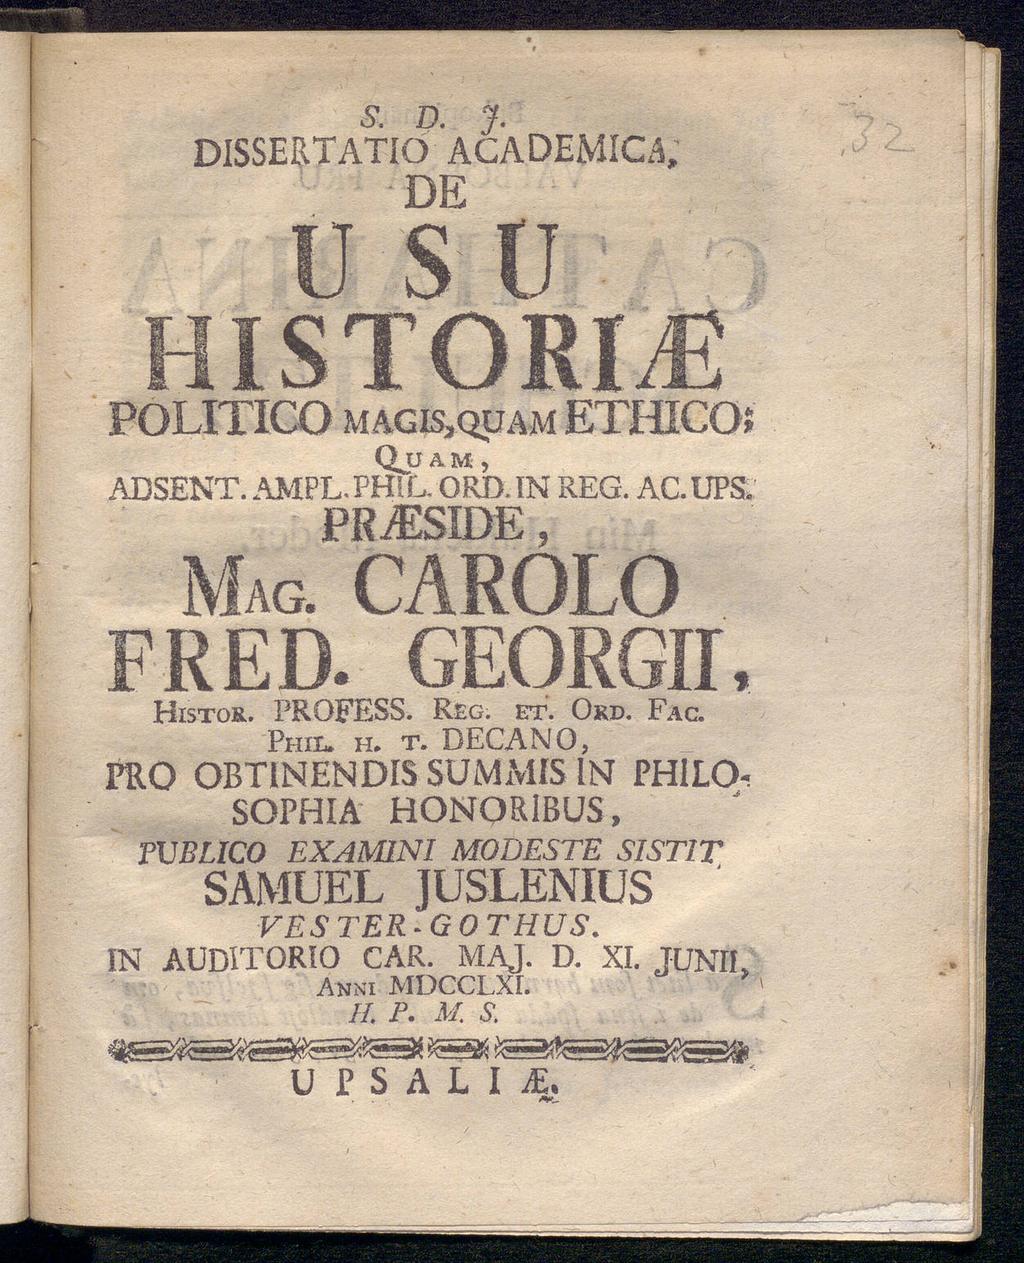 32
S. D. J.
DISSERTATIO ACADEMICA,
DE
USU
HISTORIÆ
POLITICO MAGIS, QUAM ETHICO;
QUAM,
ADSENT. AMPL. PHIL. ORD. IN REG. AC. UPS.
PRÆSIDE,
MAG. CAROLO
FRED. GEORGII,
HISTOR. PROFESS. REG. ET. ORD. FAC.
PHIL. H. T. DECANO,
PRO OBTINENDIS SUMMIS IN PHILO-
SOPHIA HONORIBUS,
PUBLICO EXAMINI MODESTE SISTIT
SAMUEL JUSLENIUS
VESTER-GOTHUS.
IN AUDITORIO CAR. MAJ. D. XI. JUNII,
ANNI MDCCLXI.
H. P. M. S.
UPSALIÆ.